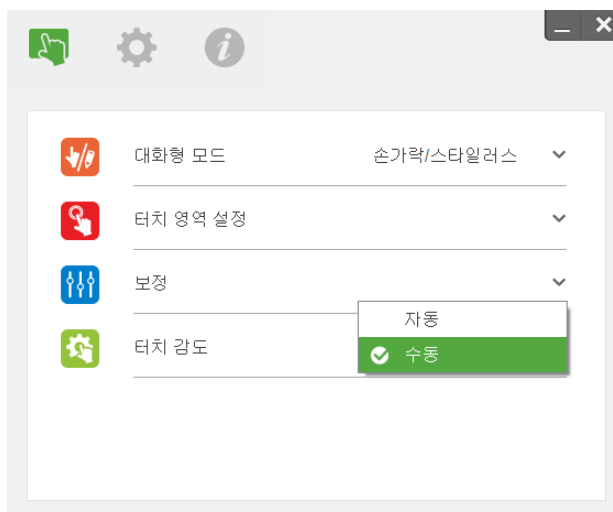 대화형 모드 손가락/스타일러스
터치 영역 설정
보정
자동
수동
터치 감도